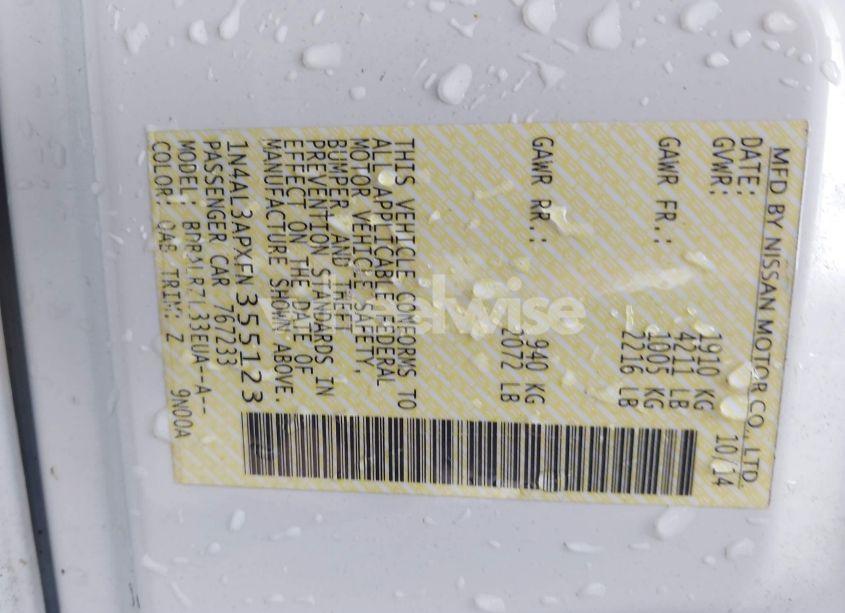 MFD BY NISSAN MOTOR CO., LTD.
DATE: 10/14
GVWR: 1910 KG
4211 LB
GAWR FR.: 1005 KG
2216 LB
GAWR RR.: 940 KG
2072 LB
THIS VEHICLE CONFORMS TO
ALL APPLICABLE FEDERAL
MOTOR VEHICLE SAFETY,
BUMPER, AND THEFT
PREVENTION STANDARDS IN
EFFECT ON THE DATE OF
MANUFACTURE SHOWN ABOVE.
1N4AL3APXFN355123
PASSENGER CAR 767233
MODEL:
COLOR: QAK TRIM: Z 9N00A
wheelwise